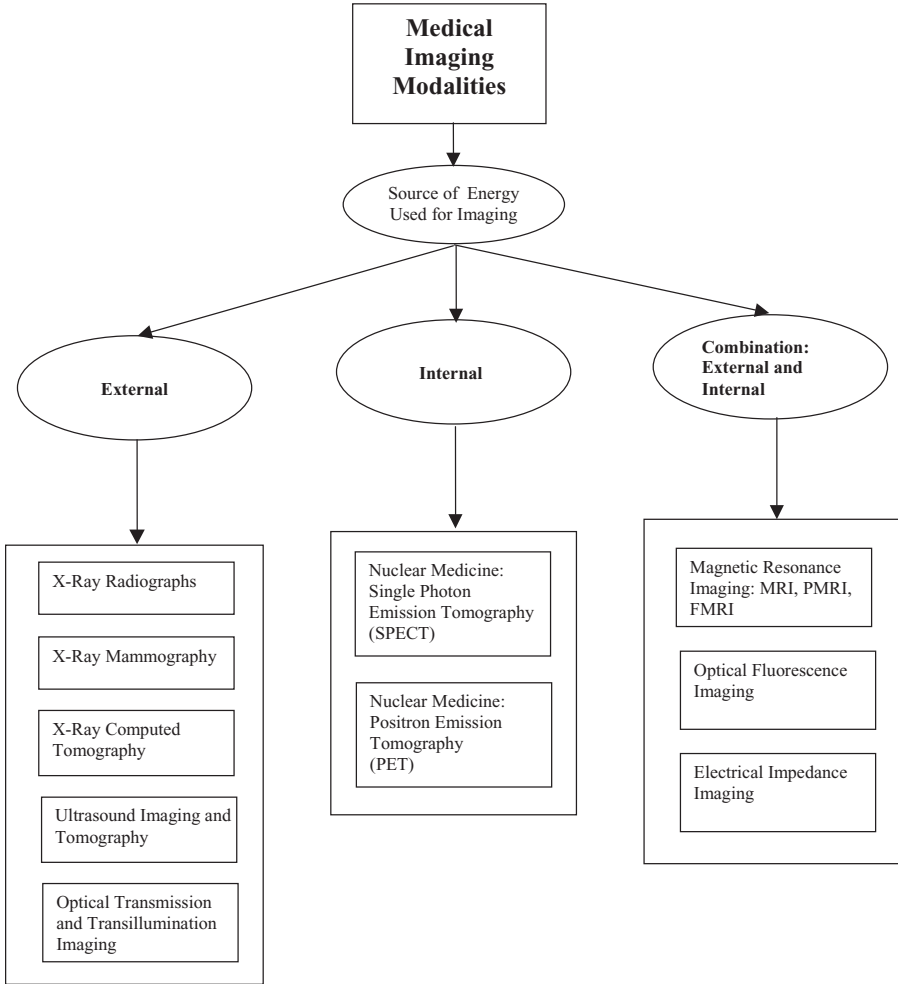 Medical
Imaging
Modalities
Source of Energy
Used for Imaging
External
Internal
Combination:
External and
Internal
X-Ray Radiographs
X-Ray Mammography
X-Ray Computed
Tomography
Ultrasound Imaging and
Tomography
Optical Transmission
and Transillumination
Imaging
Nuclear Medicine:
Single Photon
Emission Tomography
(SPECT)
Nuclear Medicine:
Positron Emission
Tomography
(PET)
Magnetic Resonance
Imaging: MRI, PMRI,
FMRI
Optical Fluorescence
Imaging
Electrical Impedance
Imaging